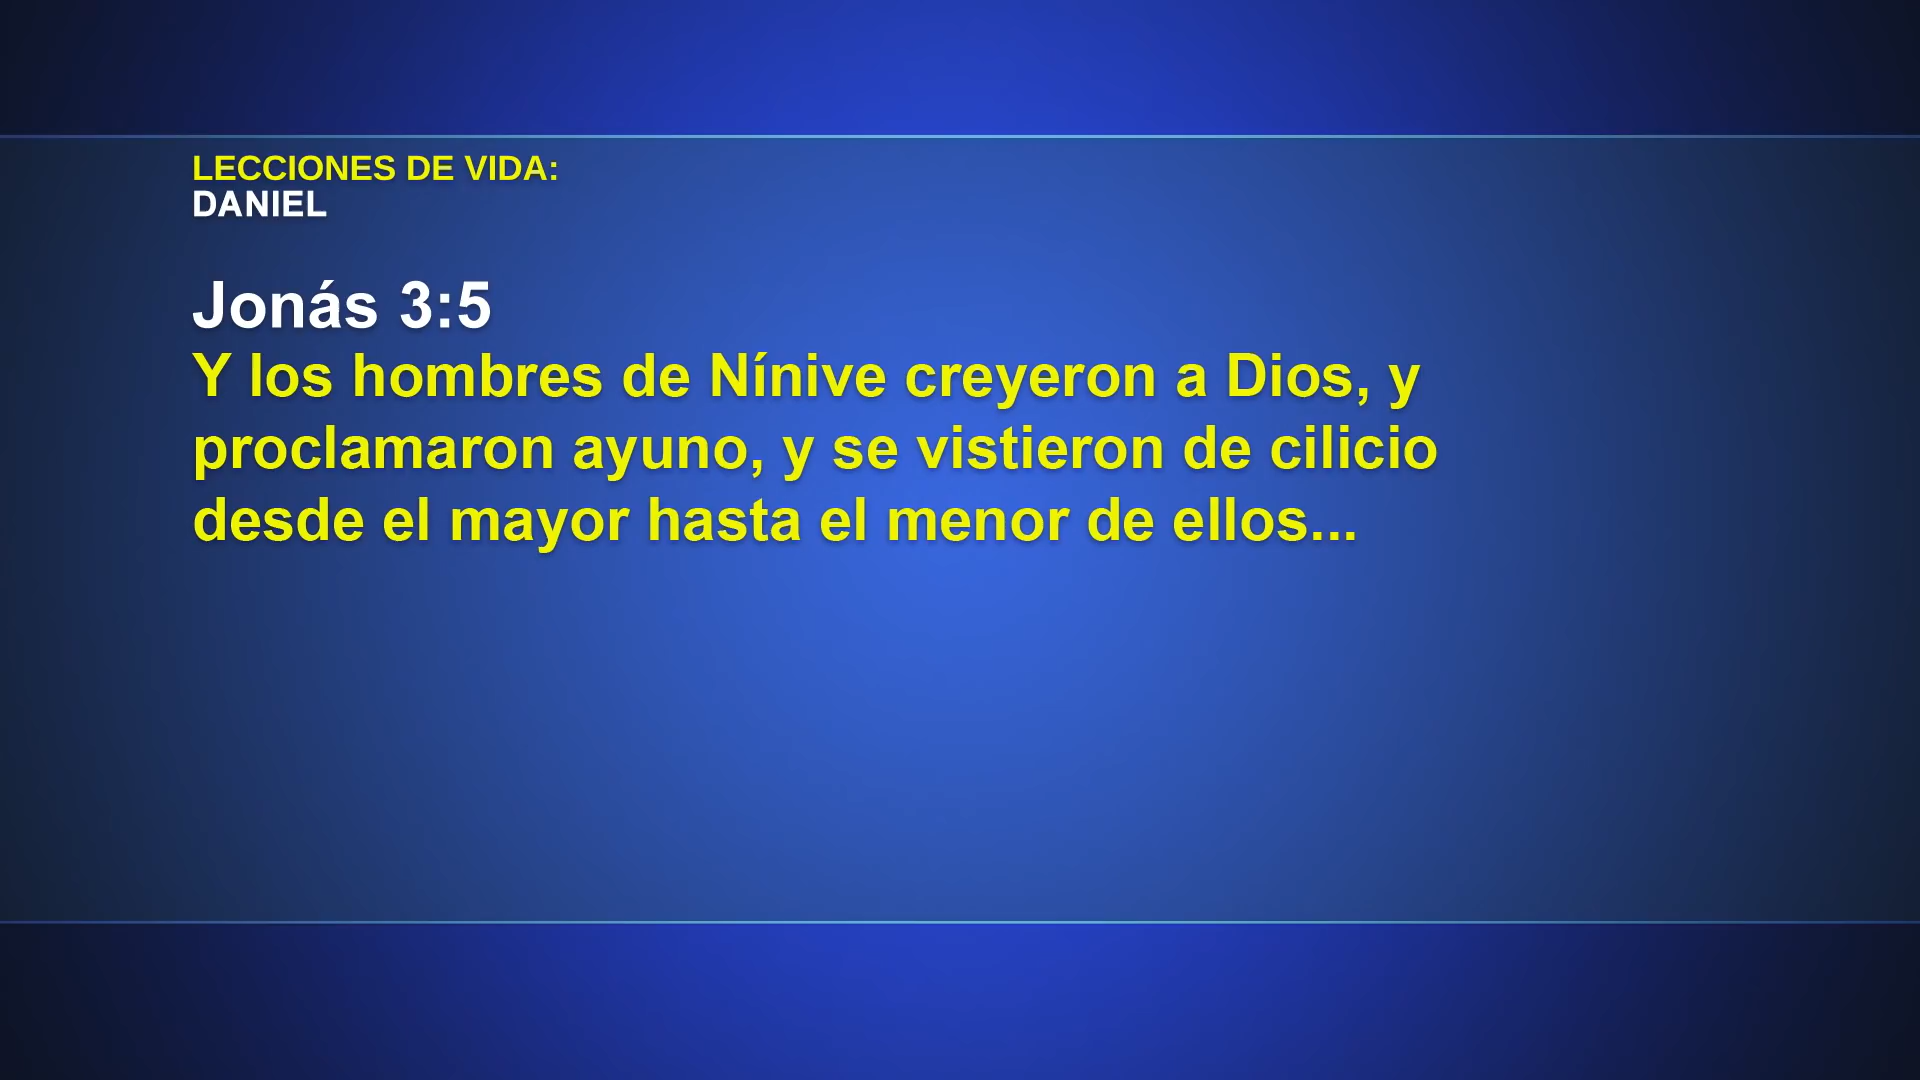 LECCIONES DE VIDA:
DANIEL
Jonás 3:5
Y los hombres de Nínive creyeron a Dios, y
proclamaron ayuno, y se vistieron de cilicio
desde el mayor hasta el menor de ellos...